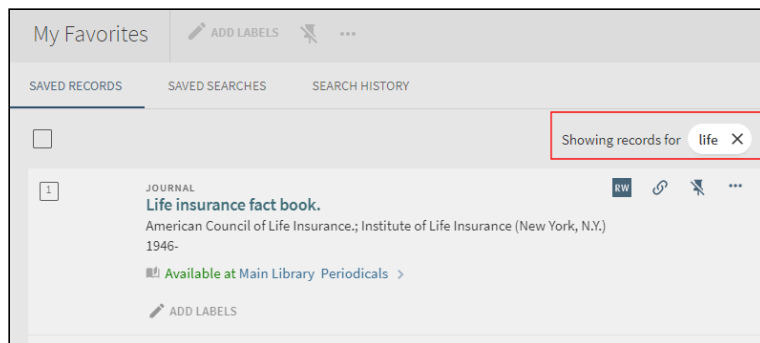 My Favorites
ADD LABELS
SAVED RECORDS
SAVED SEARCHES
SEARCH HISTORY
Showing records for life
1
JOURNAL
RW
Life insurance fact book.
American Council of Life Insurance.; Institute of Life Insurance (New York, N.Y.)
1946-
Available at Main Library Periodicals >
ADD LABELS